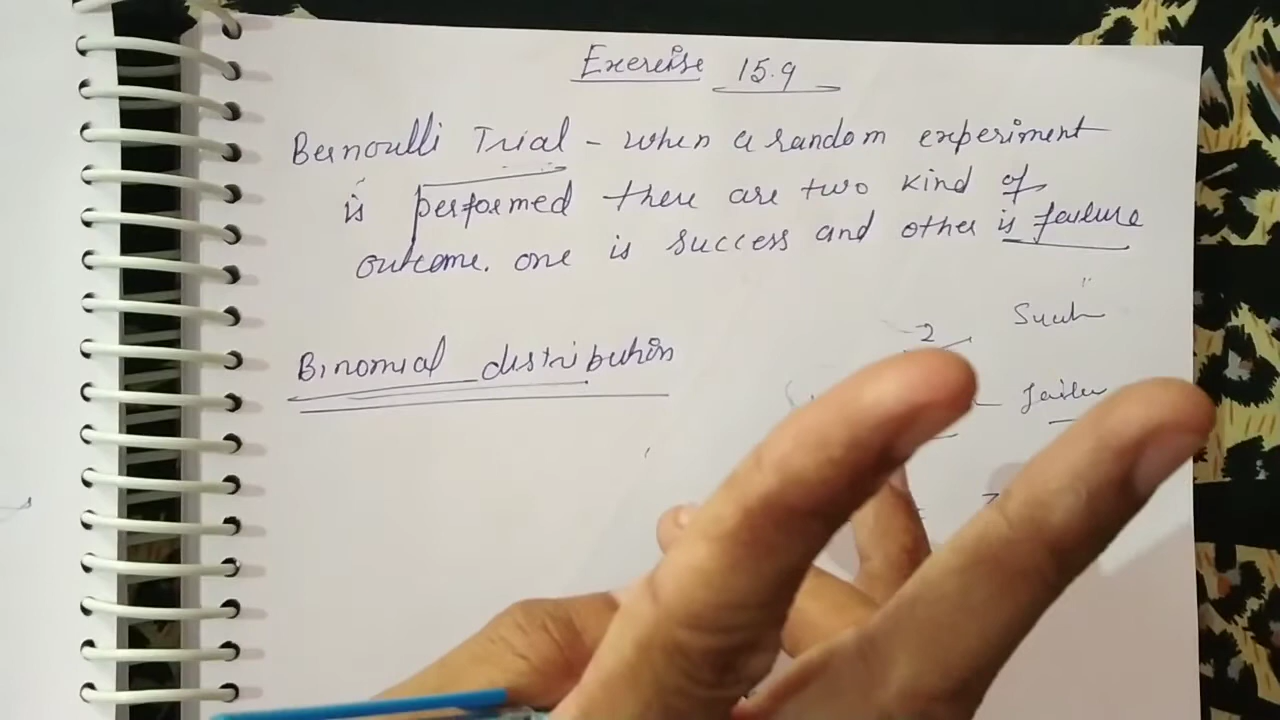 Exercise 15.9
Bernoulli Trial - when a random experiment
is performed there are two kind of
outcome. one is success and other is failure
2
Binomial distribution